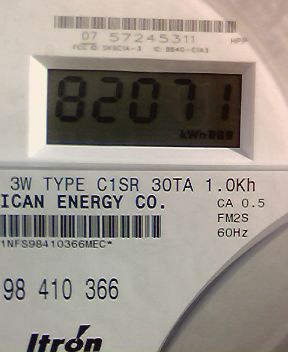 07 57245311
82071
3W TYPE C1SR 30TA 1.0Kh
ICAN ENERGY CO. CA 0.5
FM2S
60Hz
1NFS98410366MEC*
98 410 366
Itron